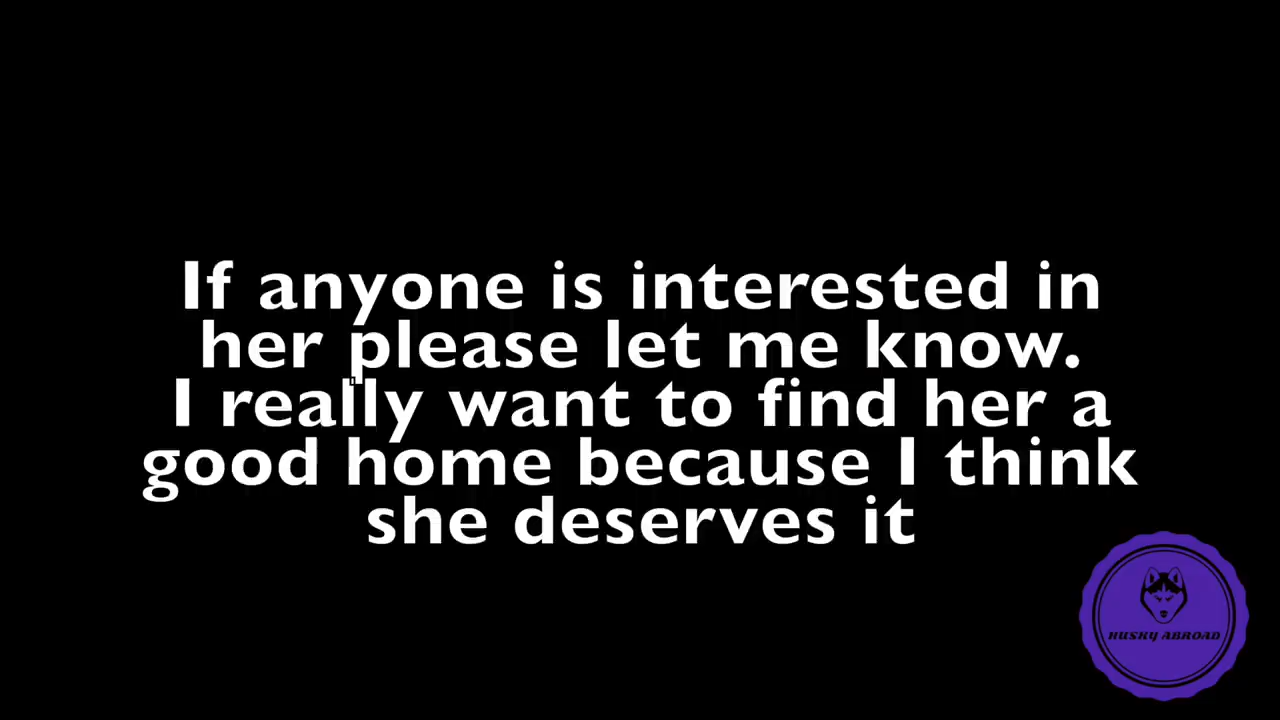 If anyone is interested in
her please let me know.
I really want to find her a
good home because I think
she deserves it
HUSKY ABROAD